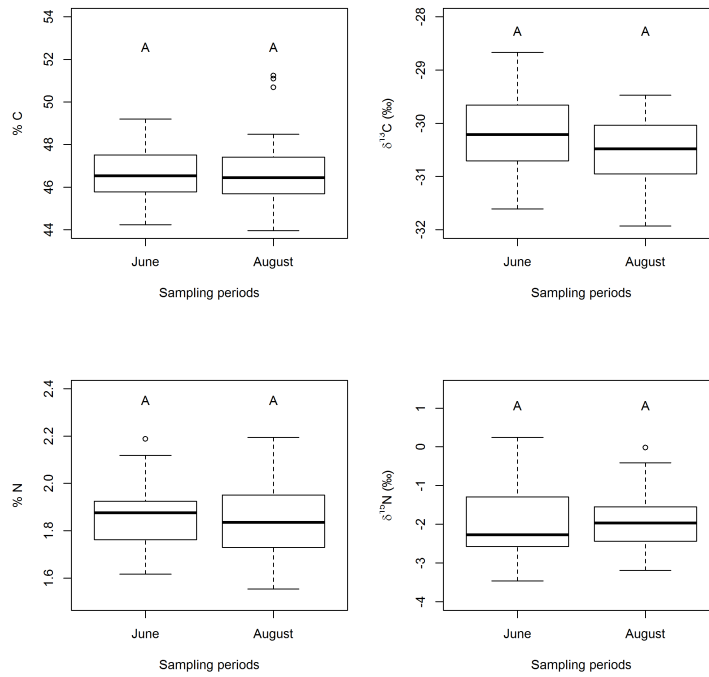 % C
54
52
50
48
46
44
A A
June August
Sampling periods
δ¹³C (‰)
-28
-29
-30
-31
-32
A A
June August
Sampling periods
% N
2.4
2.2
2.0
1.8
1.6
A A
June August
Sampling periods
δ¹⁵N (‰)
1
0
-1
-2
-3
-4
A A
June August
Sampling periods